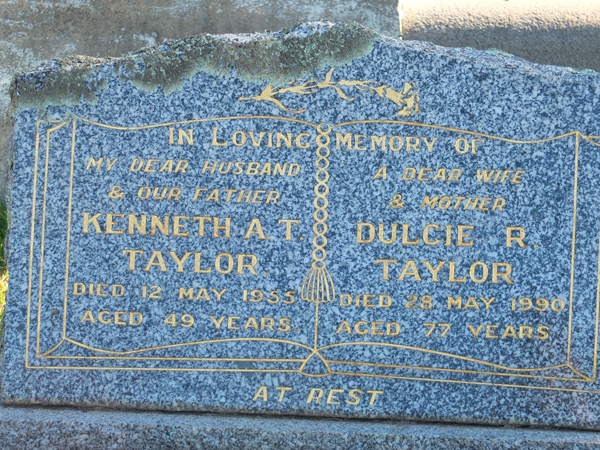 IN LOVING MEMORY OF
MY DEAR HUSBAND
& OUR FATHER
KENNETH A. T.
TAYLOR.
DIED 12 MAY 1955
AGED 49 YEARS.
A DEAR WIFE
& MOTHER
DULCIE R.
TAYLOR
DIED 28 MAY 1990
AGED 77 YEARS
AT REST